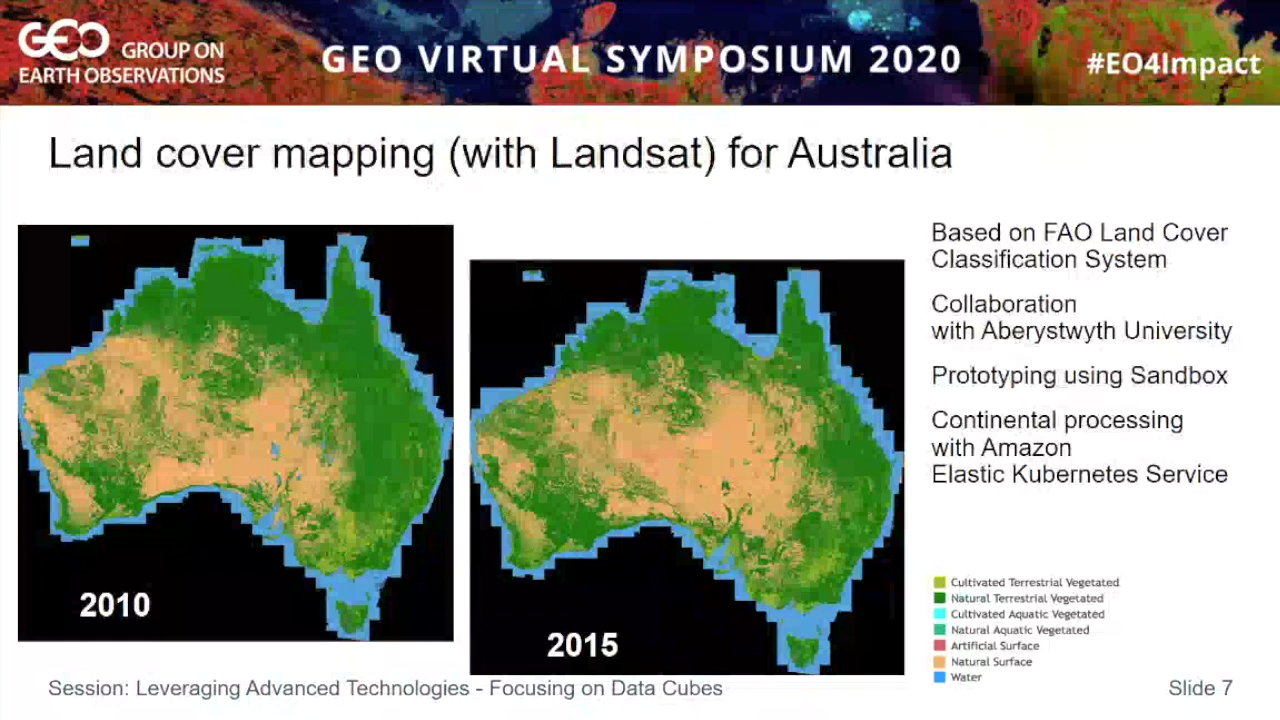 GEO GROUP ON
EARTH OBSERVATIONS
GEO VIRTUAL SYMPOSIUM 2020
#EO4Impact
Land cover mapping (with Landsat) for Australia
2010
2015
Based on FAO Land Cover
Classification System
Collaboration
with Aberystwyth University
Prototyping using Sandbox
Continental processing
with Amazon
Elastic Kubernetes Service
Cultivated Terrestrial Vegetated
Natural Terrestrial Vegetated
Cultivated Aquatic Vegetated
Natural Aquatic Vegetated
Artificial Surface
Natural Surface
Water
Session: Leveraging Advanced Technologies - Focusing on Data Cubes
Slide 7